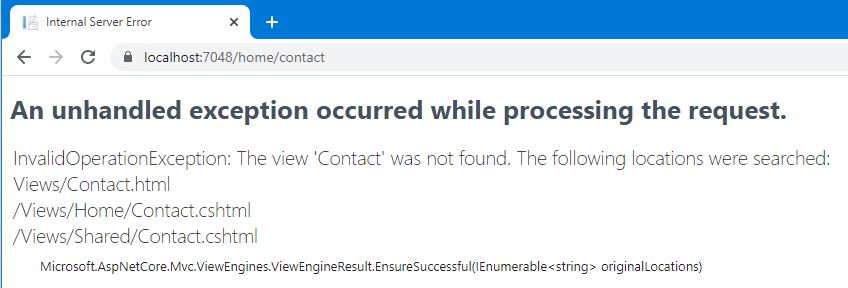 Internal Server Error
localhost:7048/home/contact
An unhandled exception occurred while processing the request.
InvalidOperationException: The view 'Contact' was not found. The following locations were searched:
Views/Contact.html
/Views/Home/Contact.cshtml
/Views/Shared/Contact.cshtml
Microsoft.AspNetCore.Mvc.ViewEngines.ViewEngineResult.EnsureSuccessful(IEnumerable<string> originalLocations)